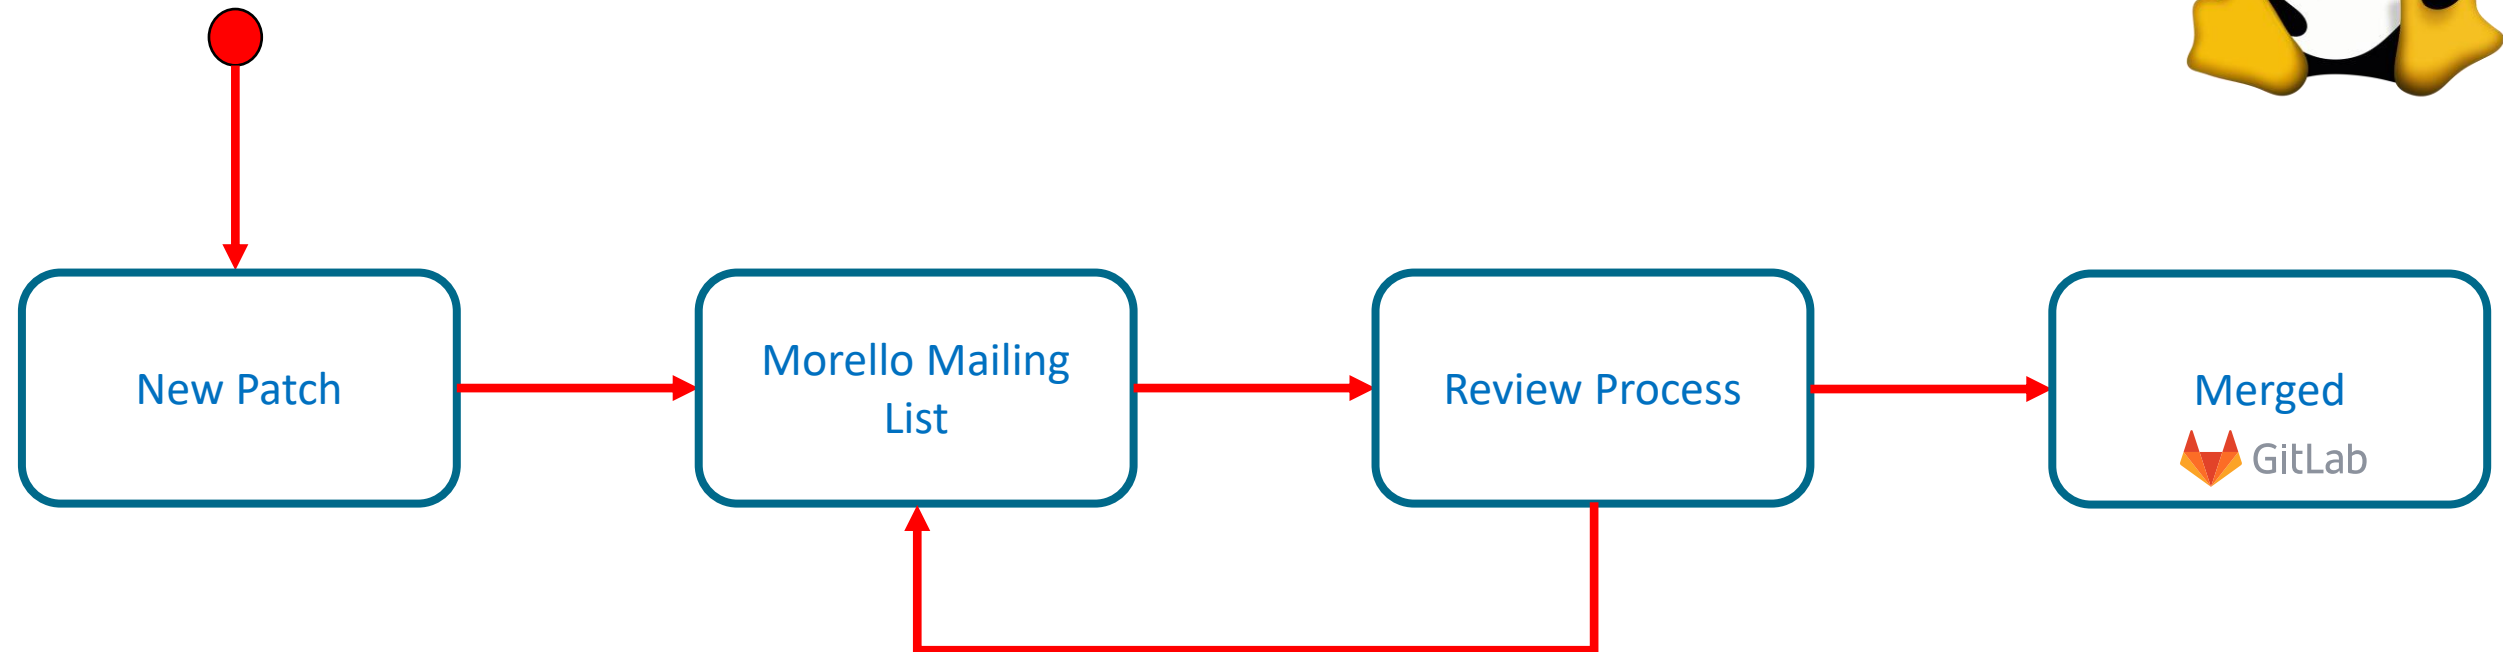 New Patch
Morello Mailing
List
Review Process
Merged
GitLab